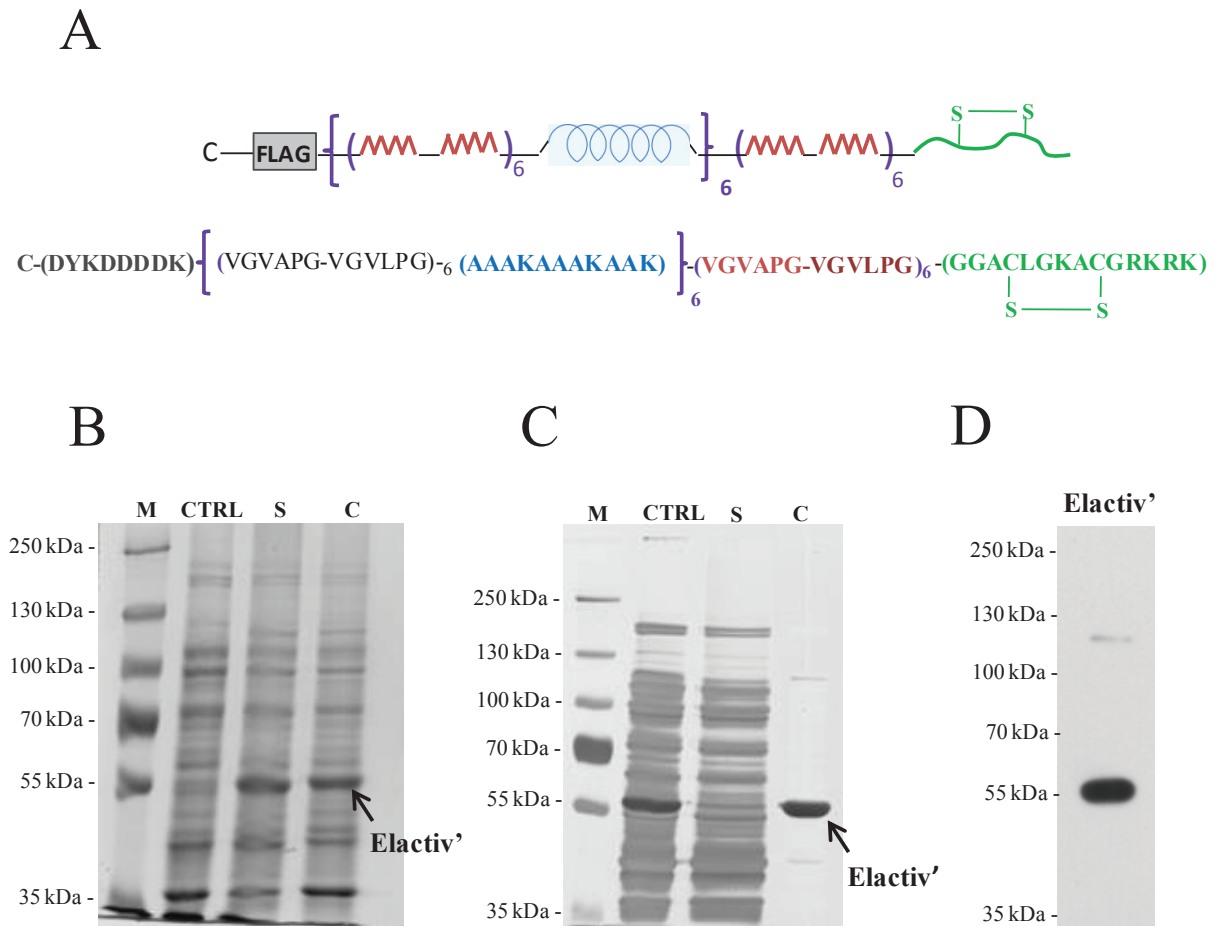 A
S S
C FLAG ( )6 6 ( )6
C-(DYKDDDDK) (VGVAPG-VGVLPG)-6 (AAAKAAAKAAK) 6 -(VGVAPG-VGVLPG)6 -(GGACLGKACGRKRK)
S S
B
M CTRL S C
250 kDa -
130 kDa -
100 kDa -
70 kDa -
55 kDa -
35 kDa -
Elactiv’
C
M CTRL S C
250 kDa -
130 kDa -
100 kDa -
70 kDa -
55 kDa -
35 kDa -
Elactiv′
D
Elactiv’
250 kDa -
130 kDa -
100 kDa -
70 kDa -
55 kDa -
35 kDa -